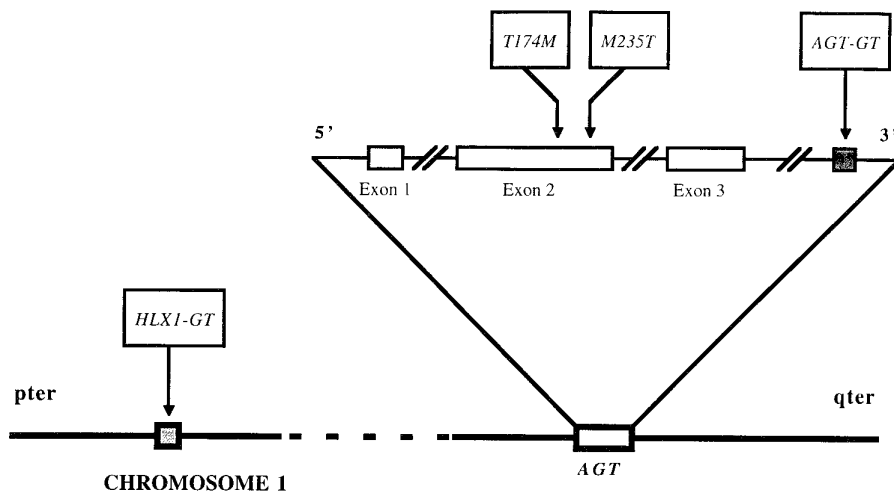 T174M
M235T
AGT-GT
5'
3'
Exon 1
Exon 2
Exon 3
HLX1-GT
pter
qter
AGT
CHROMOSOME 1